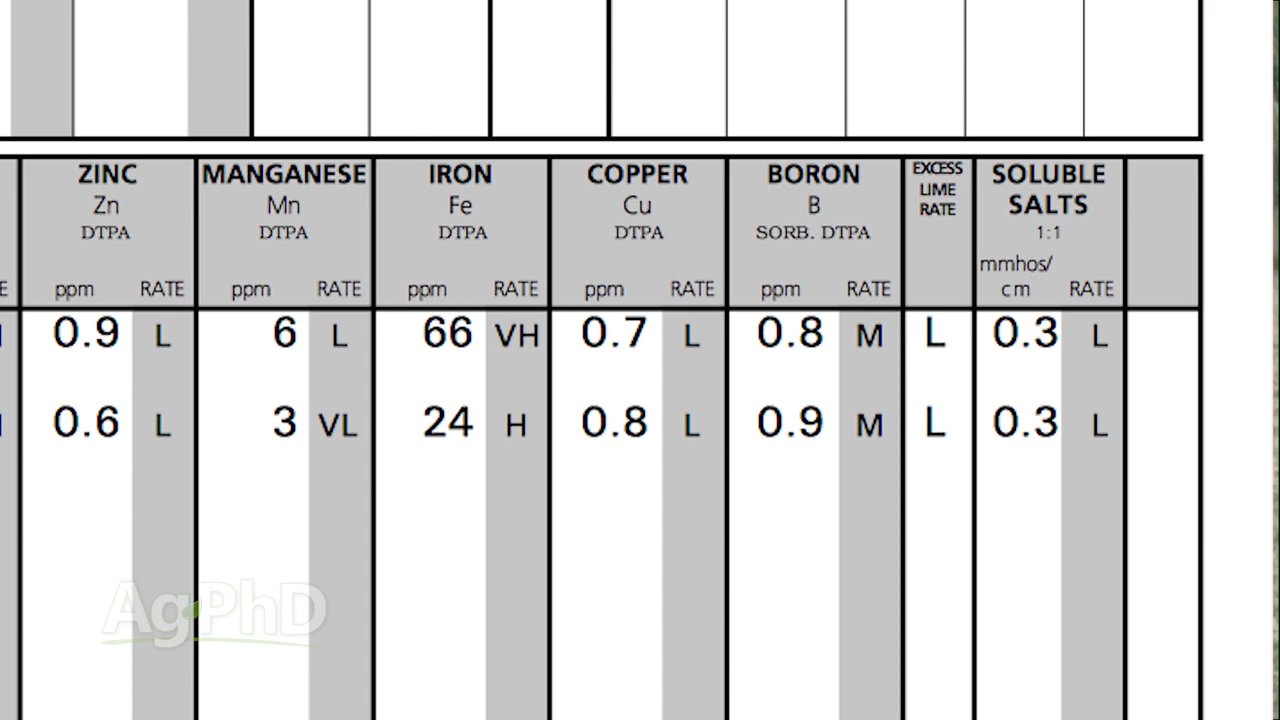 ZINC MANGANESE IRON COPPER BORON EXCESS LIME RATE SOLUBLE SALTS
Zn Mn Fe Cu B
DTPA DTPA DTPA DTPA SORB. DTPA 1:1
mmhos/
ppm RATE ppm RATE ppm RATE ppm RATE ppm RATE cm RATE
0.9 L 6 L 66 VH 0.7 L 0.8 M L 0.3 L
0.6 L 3 VL 24 H 0.8 L 0.9 M L 0.3 L
AgPhD